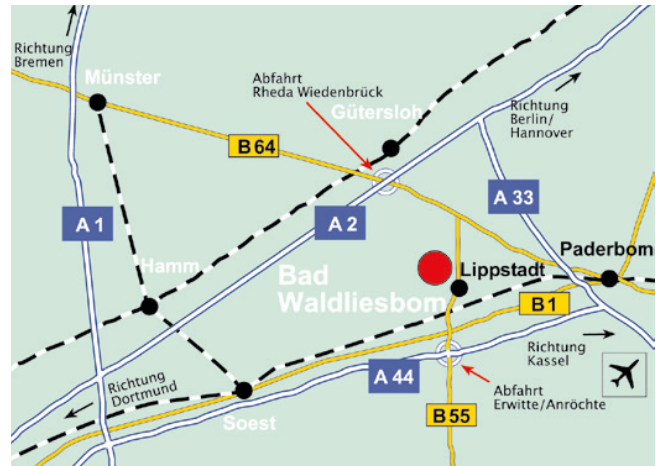 Richtung
Bremen
Münster
Abfahrt
Rheda Wiedenbrück
Gütersloh
Richtung
Berlin/
Hannover
B 64
A 33
A 1
A 2
Hamm
Bad
Waldliesborn
Lippstadt
Paderborn
B 1
Richtung
Kassel
Richtung
Dortmund
A 44
Abfahrt
Erwitte/Anröchte
Soest
B 55